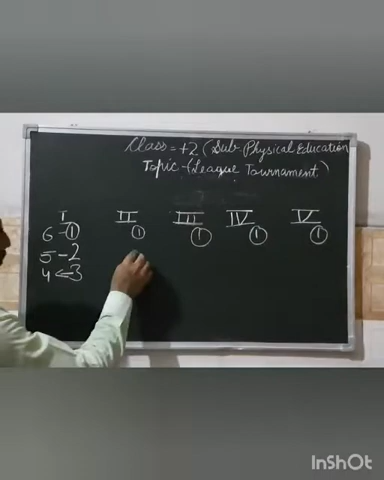 Class = +2 (Sub- Physical Education
Topic - (League Tournament)
I II III IV V
6 - ① ① ① ① ①
5 - 2
4 ← 3
InShOt